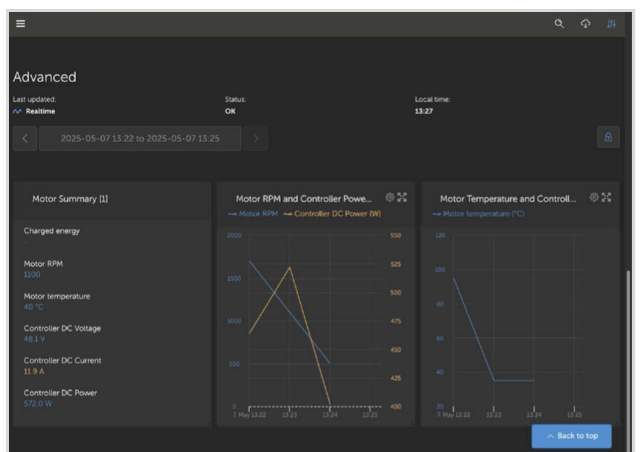 Advanced
Last updated:
Realtime
Status:
OK
Local time:
13:27
2025-05-07 13:22 to 2025-05-07 13:25
Motor Summary [1]
Charged energy
-
Motor RPM
1100
Motor temperature
40 °C
Controller DC Voltage
48.1 V
Controller DC Current
11.9 A
Controller DC Power
572.0 W
Motor RPM and Controller Powe...
Motor RPM Controller DC Power (W)
2000 550
525
1500
500
1000 475
450
500
425
0 400
7. May 13:22 13:23 13:24 13:25
Motor Temperature and Controll...
Motor temperature (°C)
120
100
80
60
40
20
7. May 13:22 13:23 13:24 13:25
Back to top